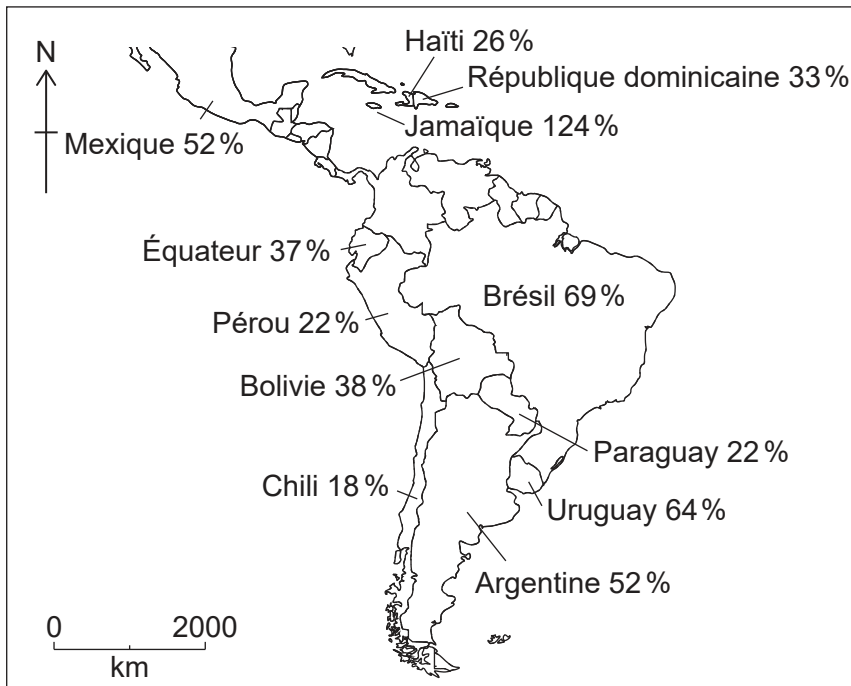 Haïti 26 %
N
République dominicaine 33 %
Jamaïque 124 %
Mexique 52 %
Équateur 37 %
Brésil 69 %
Pérou 22 %
Bolivie 38 %
Paraguay 22 %
Chili 18 %
Uruguay 64 %
Argentine 52 %
0 2000
km